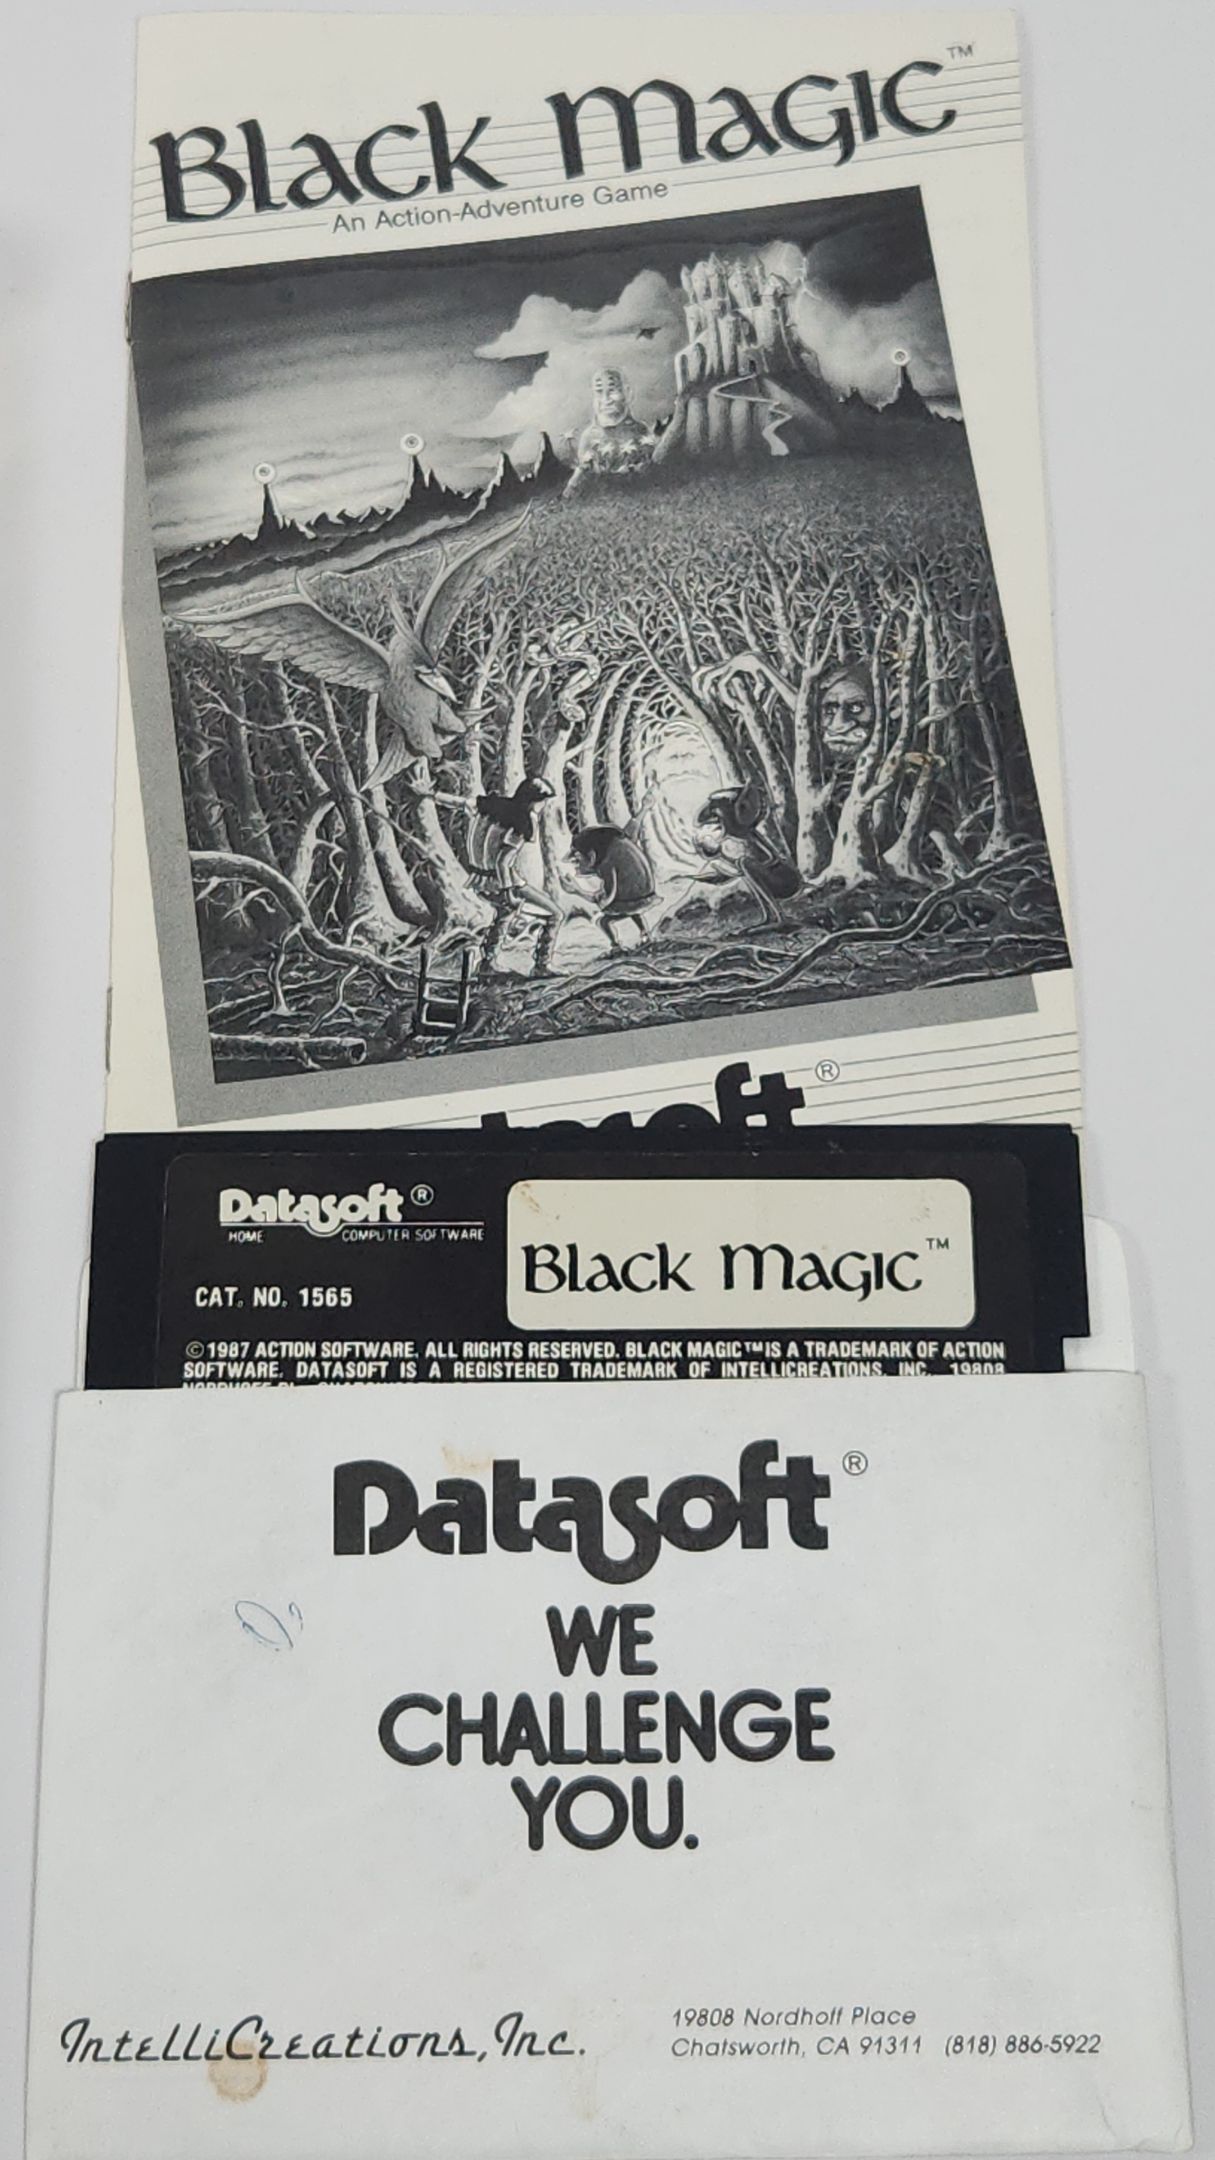 Black Magic™
An Action-Adventure Game
Datasoft®
HOME COMPUTER SOFTWARE
Black Magic™
CAT. NO. 1565
©1987 ACTION SOFTWARE. ALL RIGHTS RESERVED. BLACK MAGIC™ IS A TRADEMARK OF ACTION
SOFTWARE. DATASOFT IS A REGISTERED TRADEMARK OF INTELLICREATIONS, INC. 19808
Datasoft®
WE
CHALLENGE
YOU.
IntelliCreations, Inc.
19808 Nordhoff Place
Chatsworth, CA 91311 (818) 886-5922